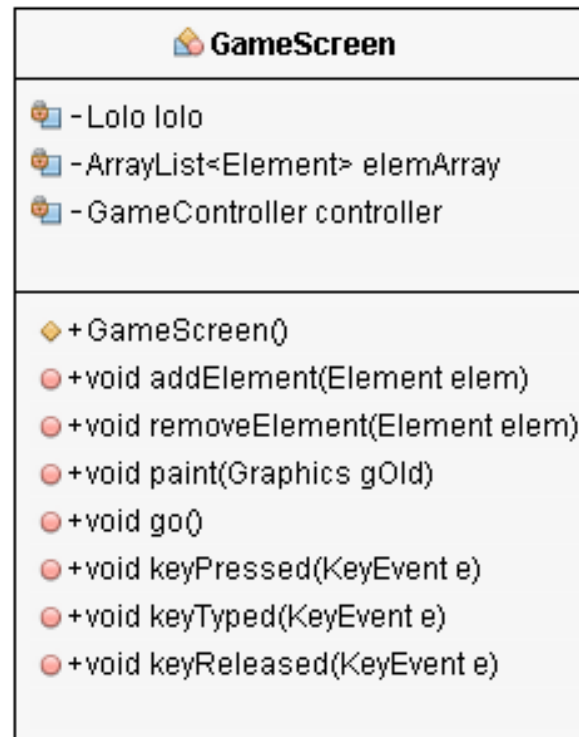 GameScreen
-Lolo lolo
-ArrayList<Element> elemArray
-GameController controller
+GameScreen()
+void addElement(Element elem)
+void removeElement(Element elem)
+void paint(Graphics gOld)
+void go()
+void keyPressed(KeyEvent e)
+void keyTyped(KeyEvent e)
+void keyReleased(KeyEvent e)